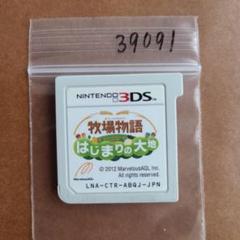 39091
NINTENDO 3DS
牧場物語
はじまりの大地
© 2012 MarvelousAQL Inc.
All rights reserved.
LNA-CTR-ABQJ-JPN